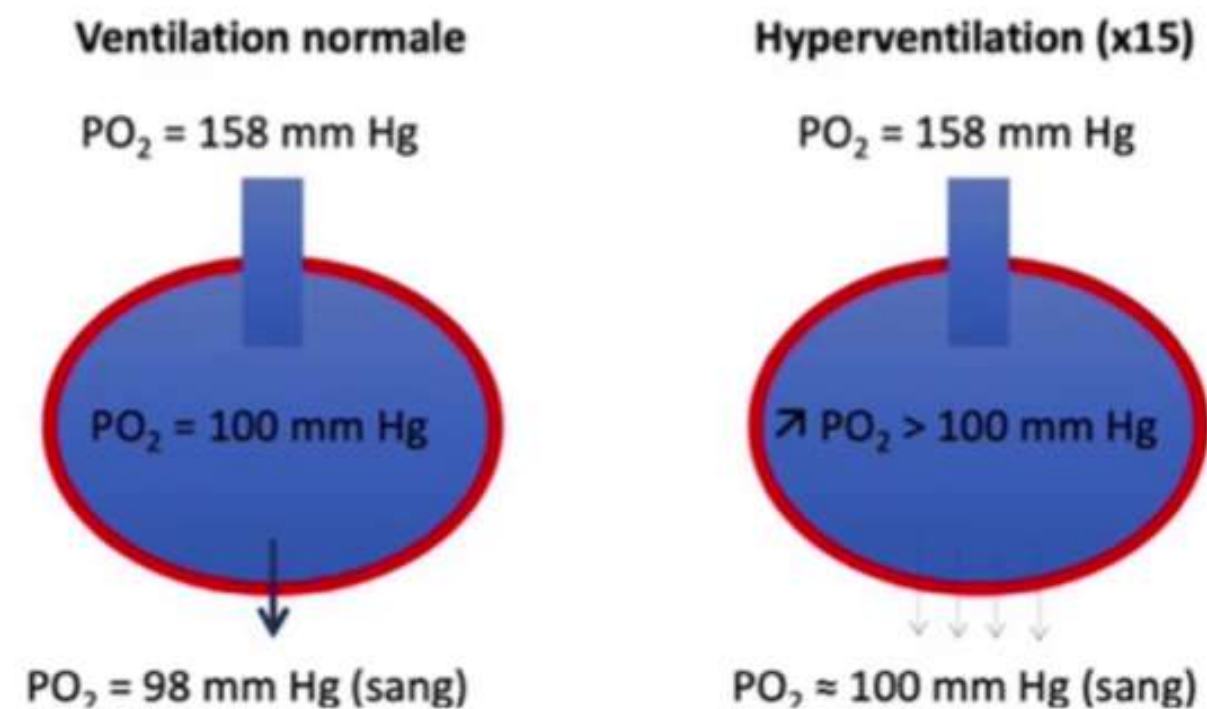 Ventilation normale
PO₂ = 158 mm Hg
PO₂ = 100 mm Hg
PO₂ = 98 mm Hg (sang)
Hyperventilation (x15)
PO₂ = 158 mm Hg
↗ PO₂ > 100 mm Hg
PO₂ ≈ 100 mm Hg (sang)